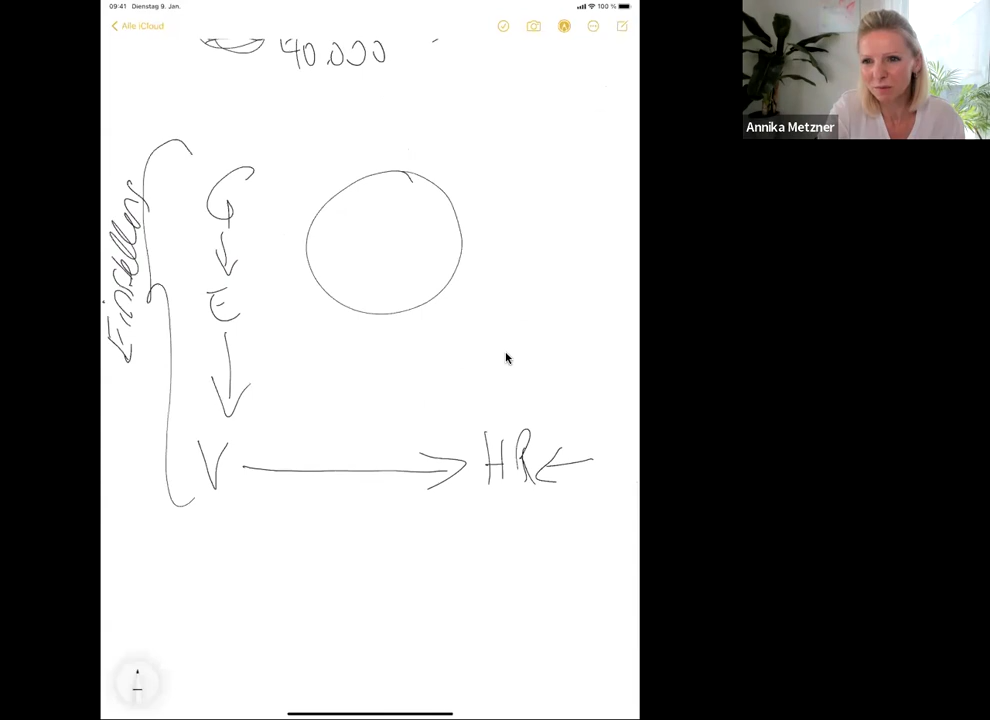 09:41 Dienstag 9. Jan.
100 %
Alle iCloud
40.000
Einstellung
G
E
V
HR
Annika Metzner